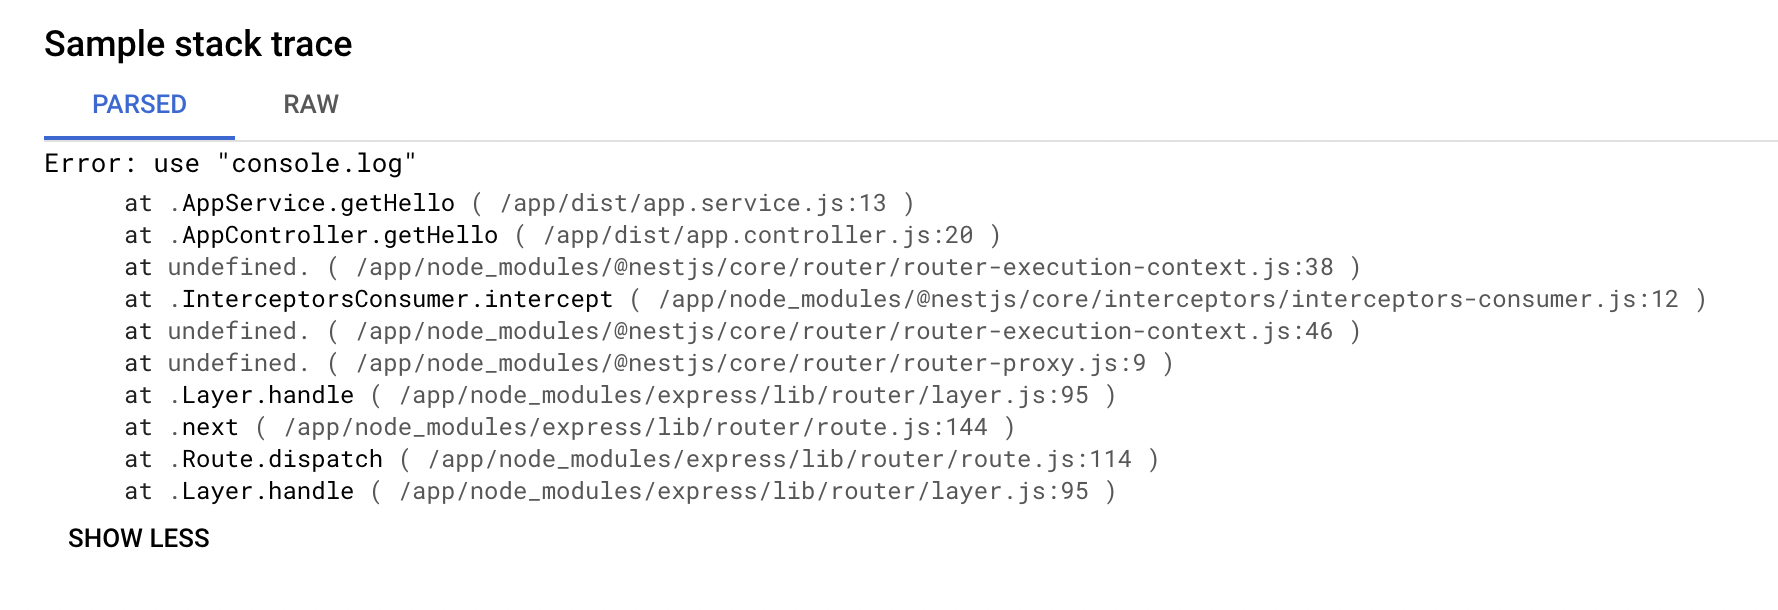 Sample stack trace
PARSED RAW
Error: use "console.log"
at .AppService.getHello ( /app/dist/app.service.js:13 )
at .AppController.getHello ( /app/dist/app.controller.js:20 )
at undefined. ( /app/node_modules/@nestjs/core/router/router-execution-context.js:38 )
at .InterceptorsConsumer.intercept ( /app/node_modules/@nestjs/core/interceptors/interceptors-consumer.js:12 )
at undefined. ( /app/node_modules/@nestjs/core/router/router-execution-context.js:46 )
at undefined. ( /app/node_modules/@nestjs/core/router/router-proxy.js:9 )
at .Layer.handle ( /app/node_modules/express/lib/router/layer.js:95 )
at .next ( /app/node_modules/express/lib/router/route.js:144 )
at .Route.dispatch ( /app/node_modules/express/lib/router/route.js:114 )
at .Layer.handle ( /app/node_modules/express/lib/router/layer.js:95 )
SHOW LESS